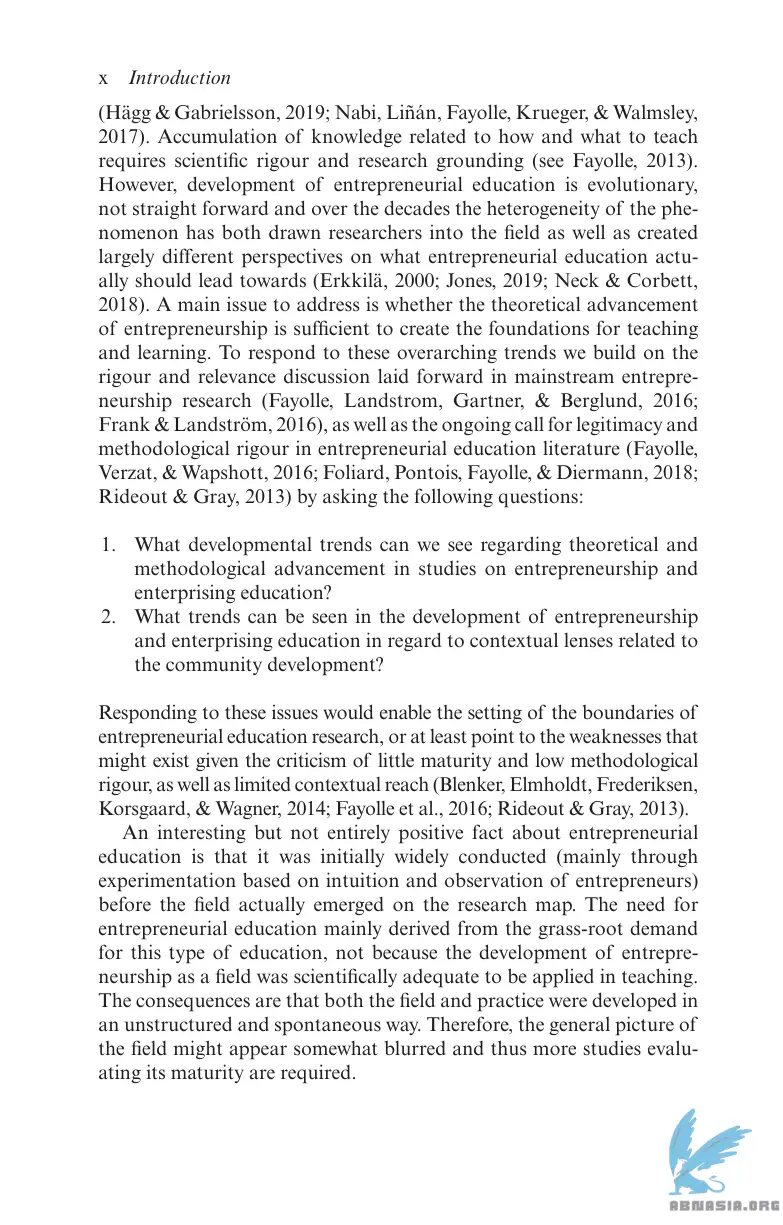 x Introduction
(Hägg & Gabrielsson, 2019; Nabi, Liñán, Fayolle, Krueger, & Walmsley,
2017). Accumulation of knowledge related to how and what to teach
requires scientific rigour and research grounding (see Fayolle, 2013).
However, development of entrepreneurial education is evolutionary,
not straight forward and over the decades the heterogeneity of the phe-
nomenon has both drawn researchers into the field as well as created
largely different perspectives on what entrepreneurial education actu-
ally should lead towards (Erkkilä, 2000; Jones, 2019; Neck & Corbett,
2018). A main issue to address is whether the theoretical advancement
of entrepreneurship is sufficient to create the foundations for teaching
and learning. To respond to these overarching trends we build on the
rigour and relevance discussion laid forward in mainstream entrepre-
neurship research (Fayolle, Landstrom, Gartner, & Berglund, 2016;
Frank & Landström, 2016), as well as the ongoing call for legitimacy and
methodological rigour in entrepreneurial education literature (Fayolle,
Verzat, & Wapshott, 2016; Foliard, Pontois, Fayolle, & Diermann, 2018;
Rideout & Gray, 2013) by asking the following questions:
1. What developmental trends can we see regarding theoretical and
methodological advancement in studies on entrepreneurship and
enterprising education?
2. What trends can be seen in the development of entrepreneurship
and enterprising education in regard to contextual lenses related to
the community development?
Responding to these issues would enable the setting of the boundaries of
entrepreneurial education research, or at least point to the weaknesses that
might exist given the criticism of little maturity and low methodological
rigour, as well as limited contextual reach (Blenker, Elmholdt, Frederiksen,
Korsgaard, & Wagner, 2014; Fayolle et al., 2016; Rideout & Gray, 2013).
An interesting but not entirely positive fact about entrepreneurial
education is that it was initially widely conducted (mainly through
experimentation based on intuition and observation of entrepreneurs)
before the field actually emerged on the research map. The need for
entrepreneurial education mainly derived from the grass-root demand
for this type of education, not because the development of entrepre-
neurship as a field was scientifically adequate to be applied in teaching.
The consequences are that both the field and practice were developed in
an unstructured and spontaneous way. Therefore, the general picture of
the field might appear somewhat blurred and thus more studies evalu-
ating its maturity are required.
ABNASIA.ORG